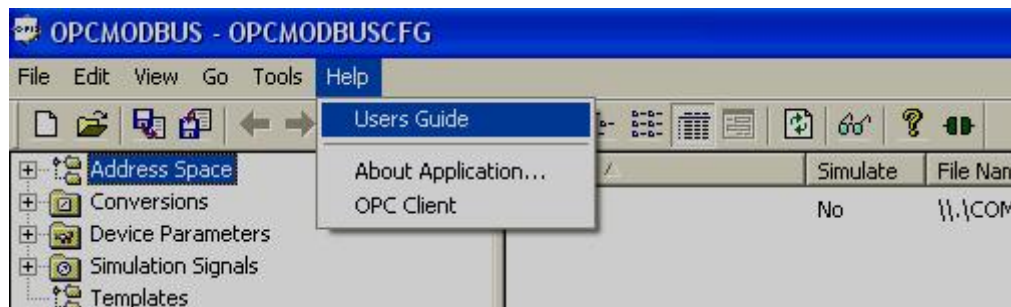 OPCMODBUS - OPCMODBUSCFG
File Edit View Go Tools Help
Users Guide
About Application...
OPC Client
Address Space
Conversions
Device Parameters
Simulation Signals
Templates
Simulate File Nam
No \\.\COM